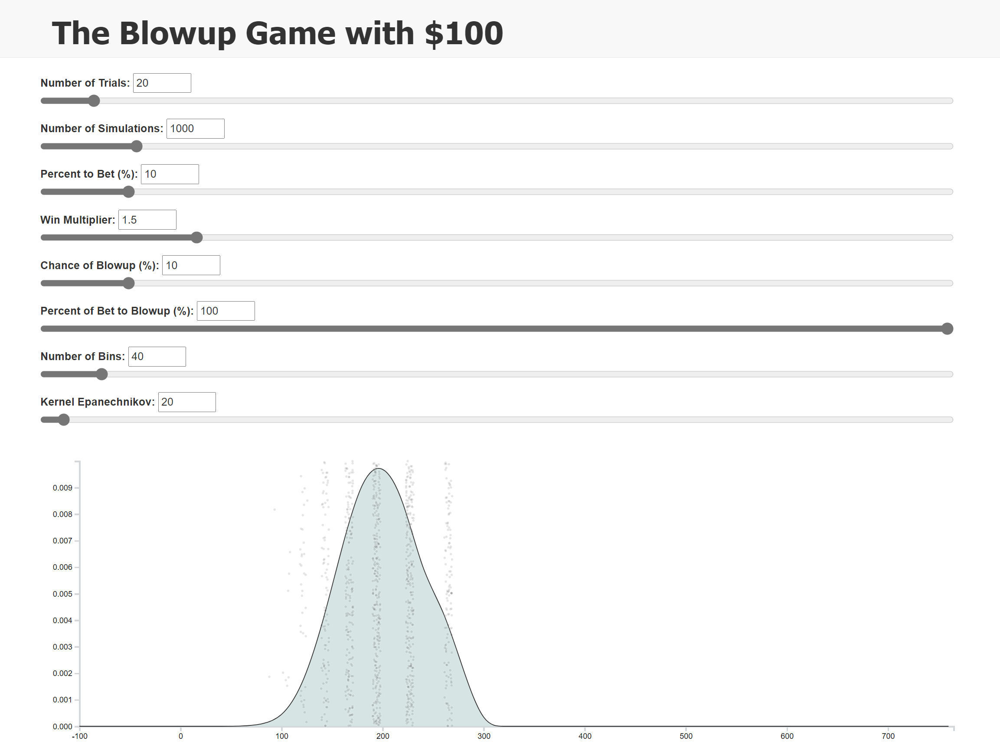 The Blowup Game with $100
Number of Trials: 20
Number of Simulations: 1000
Percent to Bet (%): 10
Win Multiplier: 1.5
Chance of Blowup (%): 10
Percent of Bet to Blowup (%): 100
Number of Bins: 40
Kernel Epanechnikov: 20
0.009
0.008
0.007
0.006
0.005
0.004
0.003
0.002
0.001
0.000
-100 0 100 200 300 400 500 600 700